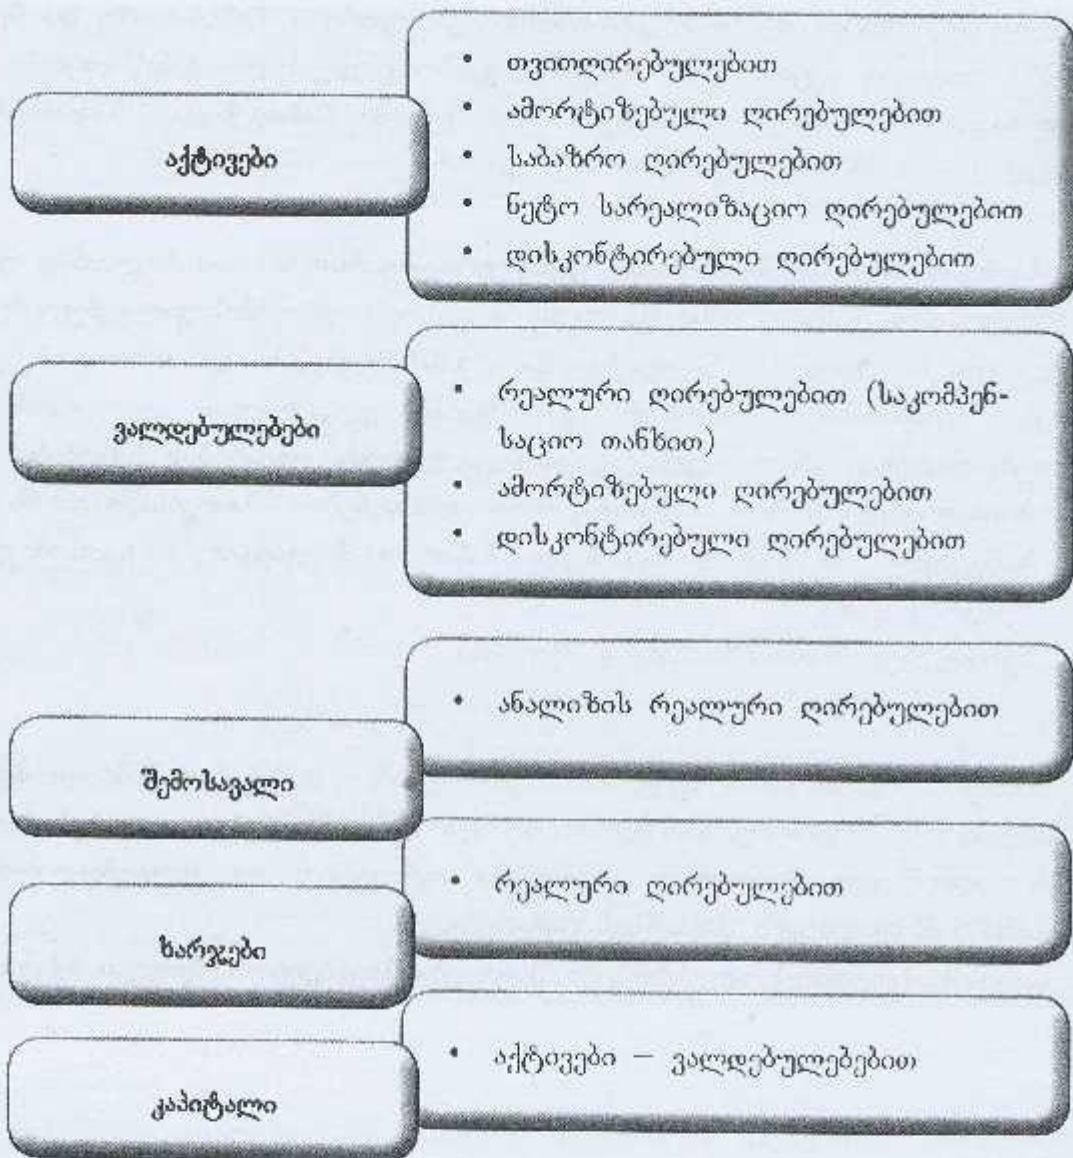 აქტივები
• თვითღირებულებით
• ამორტიზებული ღირებულებით
• საბაზრო ღირებულებით
• ნეტო სარეალიზაციო ღირებულებით
• დისკონტირებული ღირებულებით
ვალდებულებები
• რეალური ღირებულებით (საკომპენ-
საციო თანხით)
• ამორტიზებული ღირებულებით
• დისკონტირებული ღირებულებით
შემოსავალი
• ანალიზის რეალური ღირებულებით
ხარჯები
• რეალური ღირებულებით
კაპიტალი
• აქტივები – ვალდებულებებით